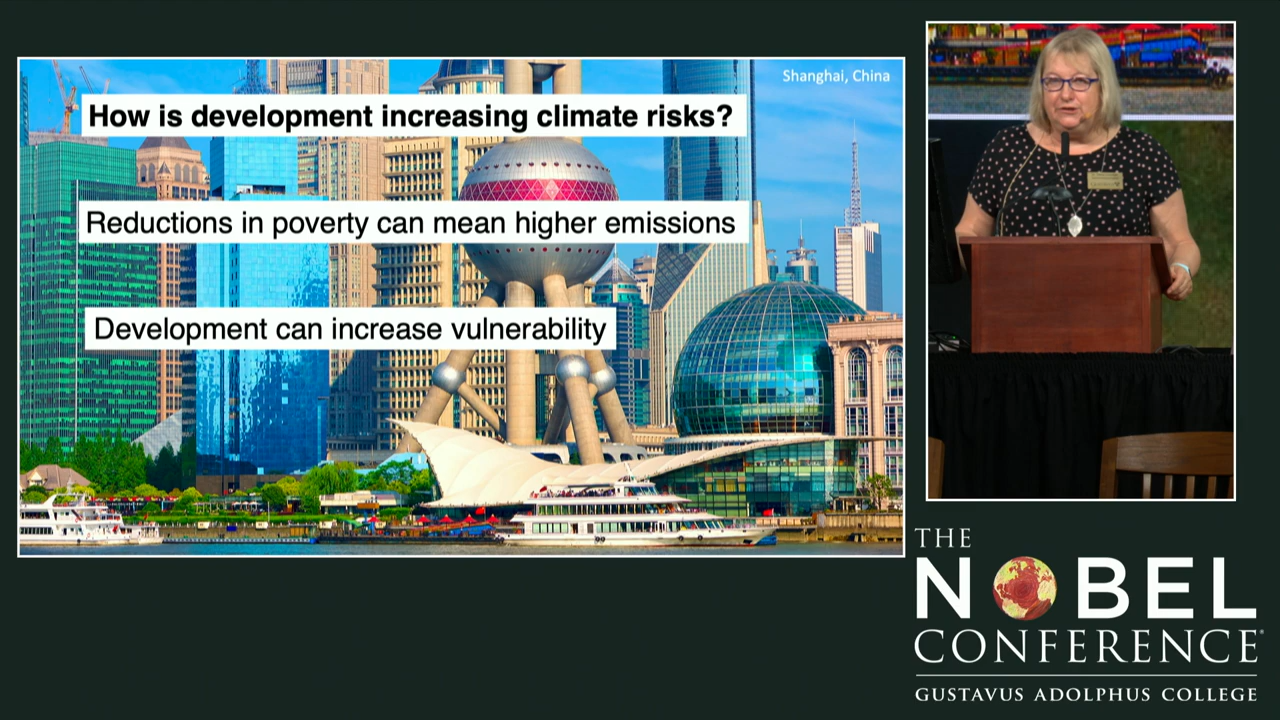 Shanghai, China
How is development increasing climate risks?
Reductions in poverty can mean higher emissions
Development can increase vulnerability
THE
NOBEL
CONFERENCE®
GUSTAVUS ADOLPHUS COLLEGE